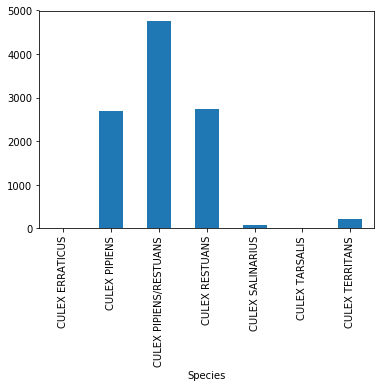 5000
4000
3000
2000
1000
0
CULEX ERRATICUS
CULEX PIPIENS
CULEX PIPIENS/RESTUANS
CULEX RESTUANS
CULEX SALINARIUS
CULEX TARSALIS
CULEX TERRITANS
Species